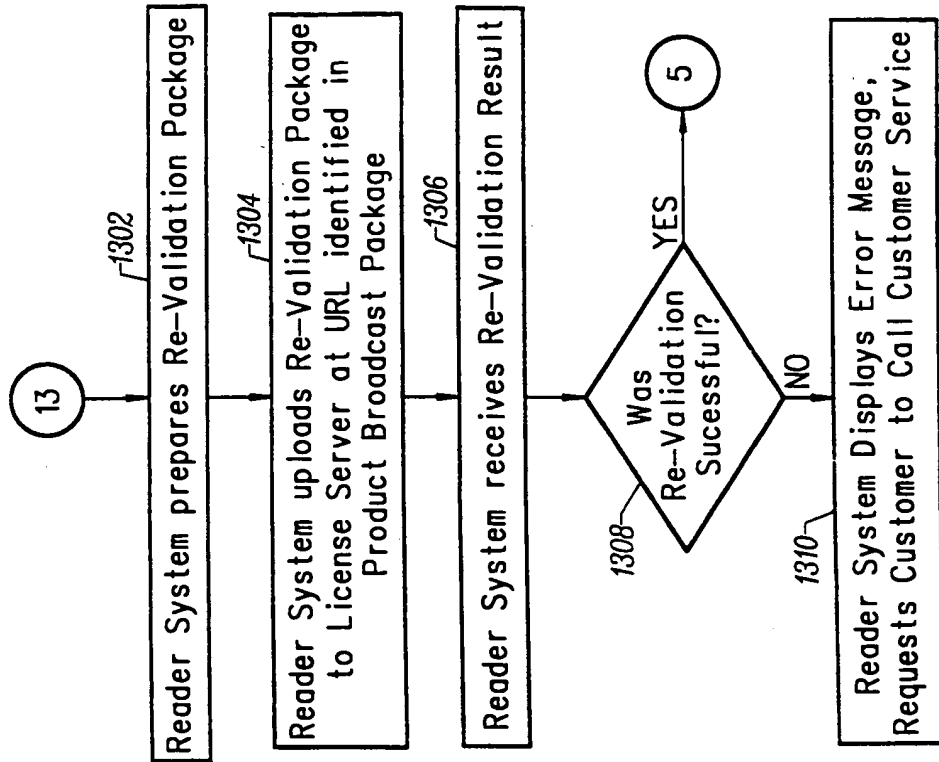 13
1302
Reader System prepares Re-Validation Package
1304
Reader System uploads Re-Validation Package
to License Server at URL identified in
Product Broadcast Package
1306
Reader System receives Re-Validation Result
1308
Was
Re-Validation
Sucessful?
YES
5
NO
1310
Reader System Displays Error Message,
Requests Customer to Call Customer Service